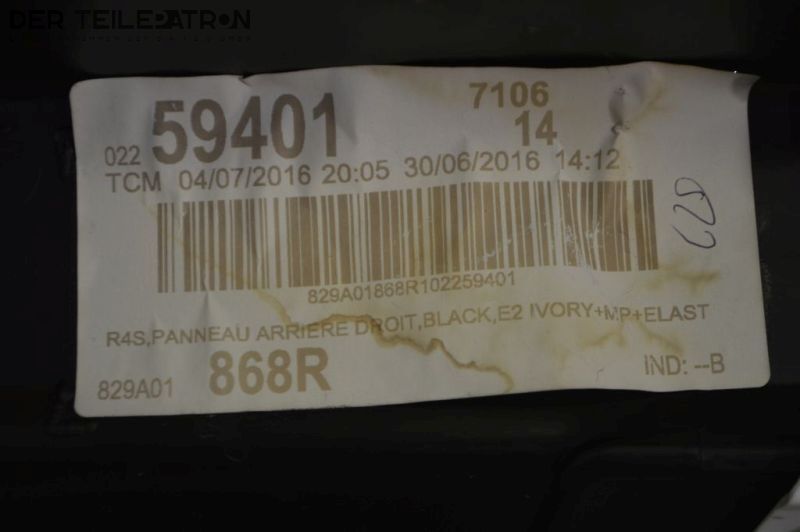 DER TEILEPATRON
7106
022 59401 14
TCM 04/07/2016 20:05 30/06/2016 14:12
829A01868R102259401
R4S,PANNEAU ARRIERE DROIT,BLACK,E2 IVORY+MP+ELAST
829A01 868R IND: --B